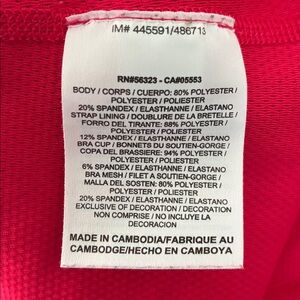 IM# 445591/486713
RN#56323 - CA#05553
BODY / CORPS / CUERPO: 80% POLYESTER /
POLYESTER / POLIESTER
20% SPANDEX / ELASTHANNE / ELASTANO
STRAP LINING / DOUBLURE DE LA BRETELLE /
FORRO DEL TIRANTE: 88% POLYESTER /
POLYESTER / POLIESTER
12% SPANDEX / ELASTHANNE / ELASTANO
BRA CUP / BONNETS DU SOUTIEN-GORGE /
COPA DEL BRASSIERE: 94% POLYESTER /
POLYESTER / POLIESTER
6% SPANDEX / ELASTHANNE / ELASTANO
BRA MESH / FILET A SOUTIEN-GORGE /
MALLA DEL SOSTEN: 80% POLYESTER /
POLYESTER / POLIESTER
20% SPANDEX / ELASTHANNE / ELASTANO
EXCLUSIVE OF DECORATION / DECORATION
NON COMPRISE / NO INCLUYE LA
DECORACION
MADE IN CAMBODIA/FABRIQUE AU
CAMBODGE/HECHO EN CAMBOYA